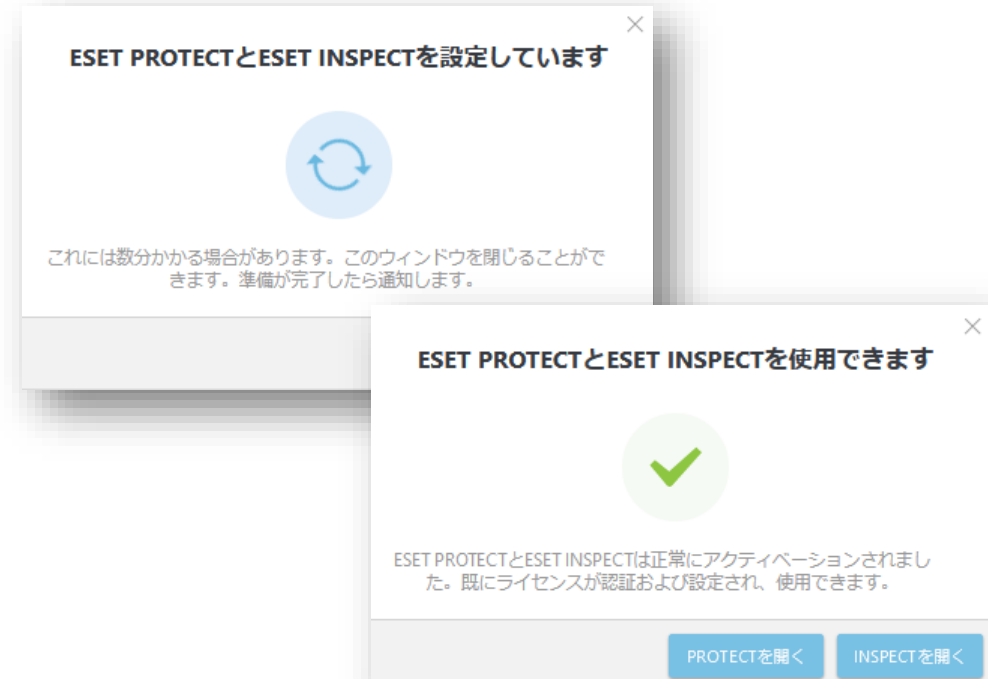 ESET PROTECTとESET INSPECTを設定しています
これには数分かかる場合があります。このウィンドウを閉じることがで
きます。準備が完了したら通知します。
ESET PROTECTとESET INSPECTを使用できます
ESET PROTECTとESET INSPECTは正常にアクティベーションされまし
た。既にライセンスが認証および設定され、使用できます。
PROTECTを開く
INSPECTを開く